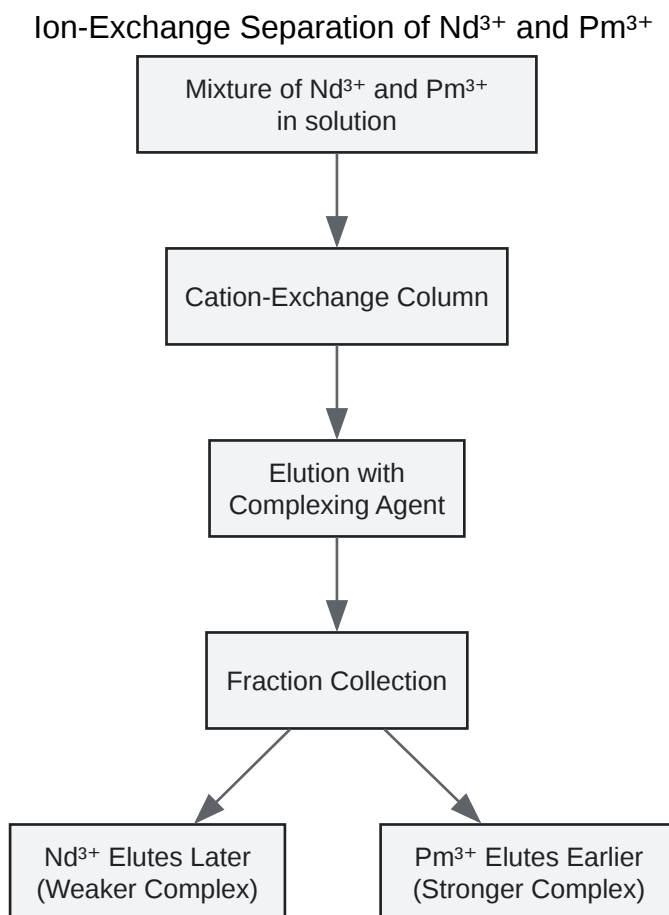 Ion-Exchange Separation of Nd³⁺ and Pm³⁺
Mixture of Nd³⁺ and Pm³⁺
in solution
Cation-Exchange Column
Elution with
Complexing Agent
Fraction Collection
Nd³⁺ Elutes Later
(Weaker Complex)
Pm³⁺ Elutes Earlier
(Stronger Complex)